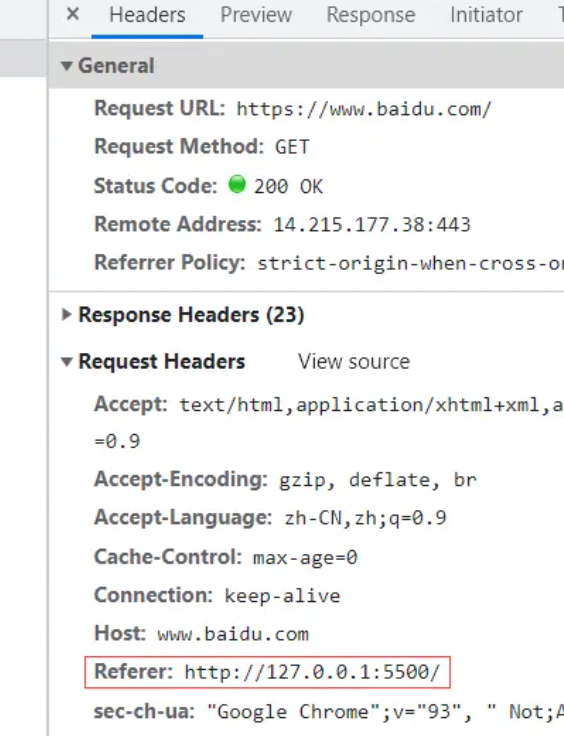 × Headers Preview Response Initiator
General
Request URL: https://www.baidu.com/
Request Method: GET
Status Code: 200 OK
Remote Address: 14.215.177.38:443
Referrer Policy: strict-origin-when-cross-or
Response Headers (23)
Request Headers View source
Accept: text/html,application/xhtml+xml,a
=0.9
Accept-Encoding: gzip, deflate, br
Accept-Language: zh-CN,zh;q=0.9
Cache-Control: max-age=0
Connection: keep-alive
Host: www.baidu.com
Referer: http://127.0.0.1:5500/
sec-ch-ua: "Google Chrome";v="93", " Not;A